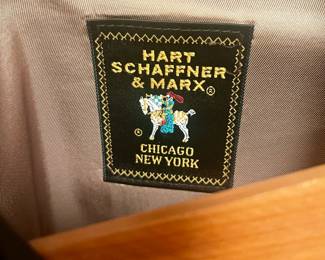 HART
SCHAFFNER
& MARX®
©
CHICAGO
NEW YORK